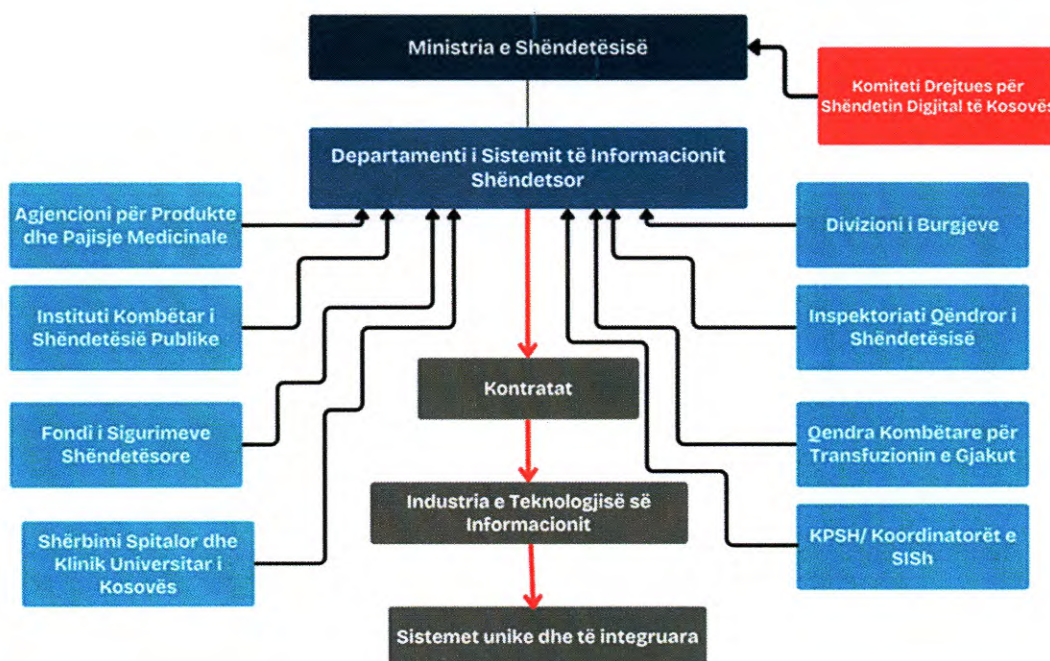 Ministria e Shëndetësisë
Komiteti Drejtues për
Shëndetin Digjital të Kosovës
Departamenti i Sistemit të Informacionit
Shëndetsor
Agjencioni për Produkte
dhe Pajisje Medicinale
Divizioni i Burgjeve
Instituti Kombëtar i
Shëndetësië Publike
Inspektoriati Qëndror i
Shëndetësisë
Kontratat
Fondi i Sigurimeve
Shëndetësore
Qendra Kombëtare për
Transfuzionin e Gjakut
Industria e Teknologjisë së
Informacionit
Shërbimi Spitalor dhe
Klinik Universitar i
Kosovës
KPSH/ Koordinatorët e
SISh
Sistemet unike dhe të integruara